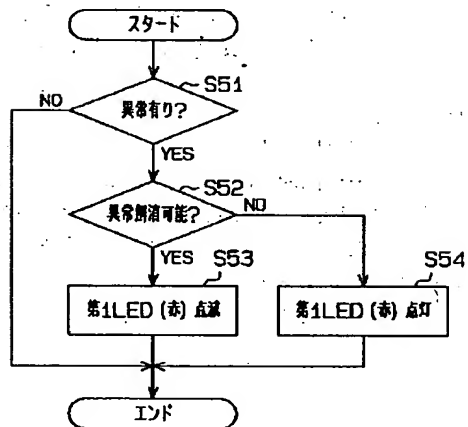 スタート
S51
NO
異常有り?
YES
S52
異常解消可能?
NO
YES
S53
S54
第1LED(赤)点滅
第1LED(赤)点灯
エンド